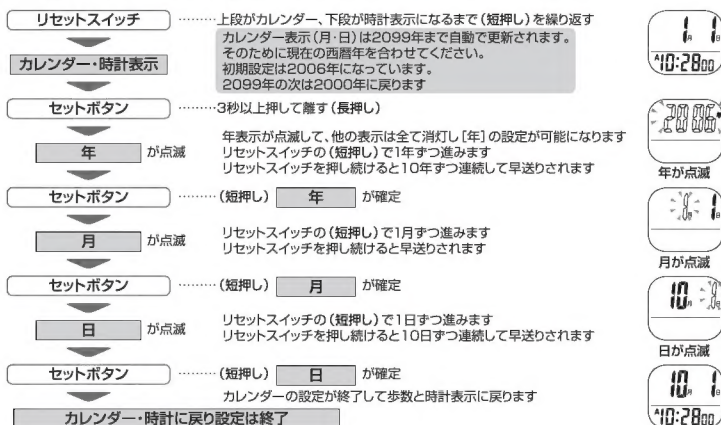 リセットスイッチ ………上段がカレンダー、下段が時計表示になるまで(短押し)を繰り返す
カレンダー表示(月・日)は2099年まで自動で更新されます。
そのために現在の西暦年を合わせてください。
初期設定は2006年になっています。
2099年の次は2000年に戻ります
カレンダー・時計表示
セットボタン ………3秒以上押して離す(長押し)
年表示が点滅して、他の表示は全て消灯し[年]の設定が可能になります
年 が点滅 リセットスイッチの(短押し)で1年ずつ進みます
リセットスイッチを押し続けると10年ずつ連続して早送りされます
セットボタン ………(短押し) 年 が確定
月 が点滅 リセットスイッチの(短押し)で1月ずつ進みます
リセットスイッチを押し続けると早送りされます
セットボタン ………(短押し) 月 が確定
日 が点滅 リセットスイッチの(短押し)で1日ずつ進みます
リセットスイッチを押し続けると10日ずつ連続して早送りされます
セットボタン ………(短押し) 日 が確定
カレンダーの設定が終了して歩数と時計表示に戻ります
カレンダー・時計に戻り設定は終了
1月 1日
A10:2800
2006
年が点滅
1月 1日
月が点滅
10月 1日
日が点滅
10月 1日
A10:2800